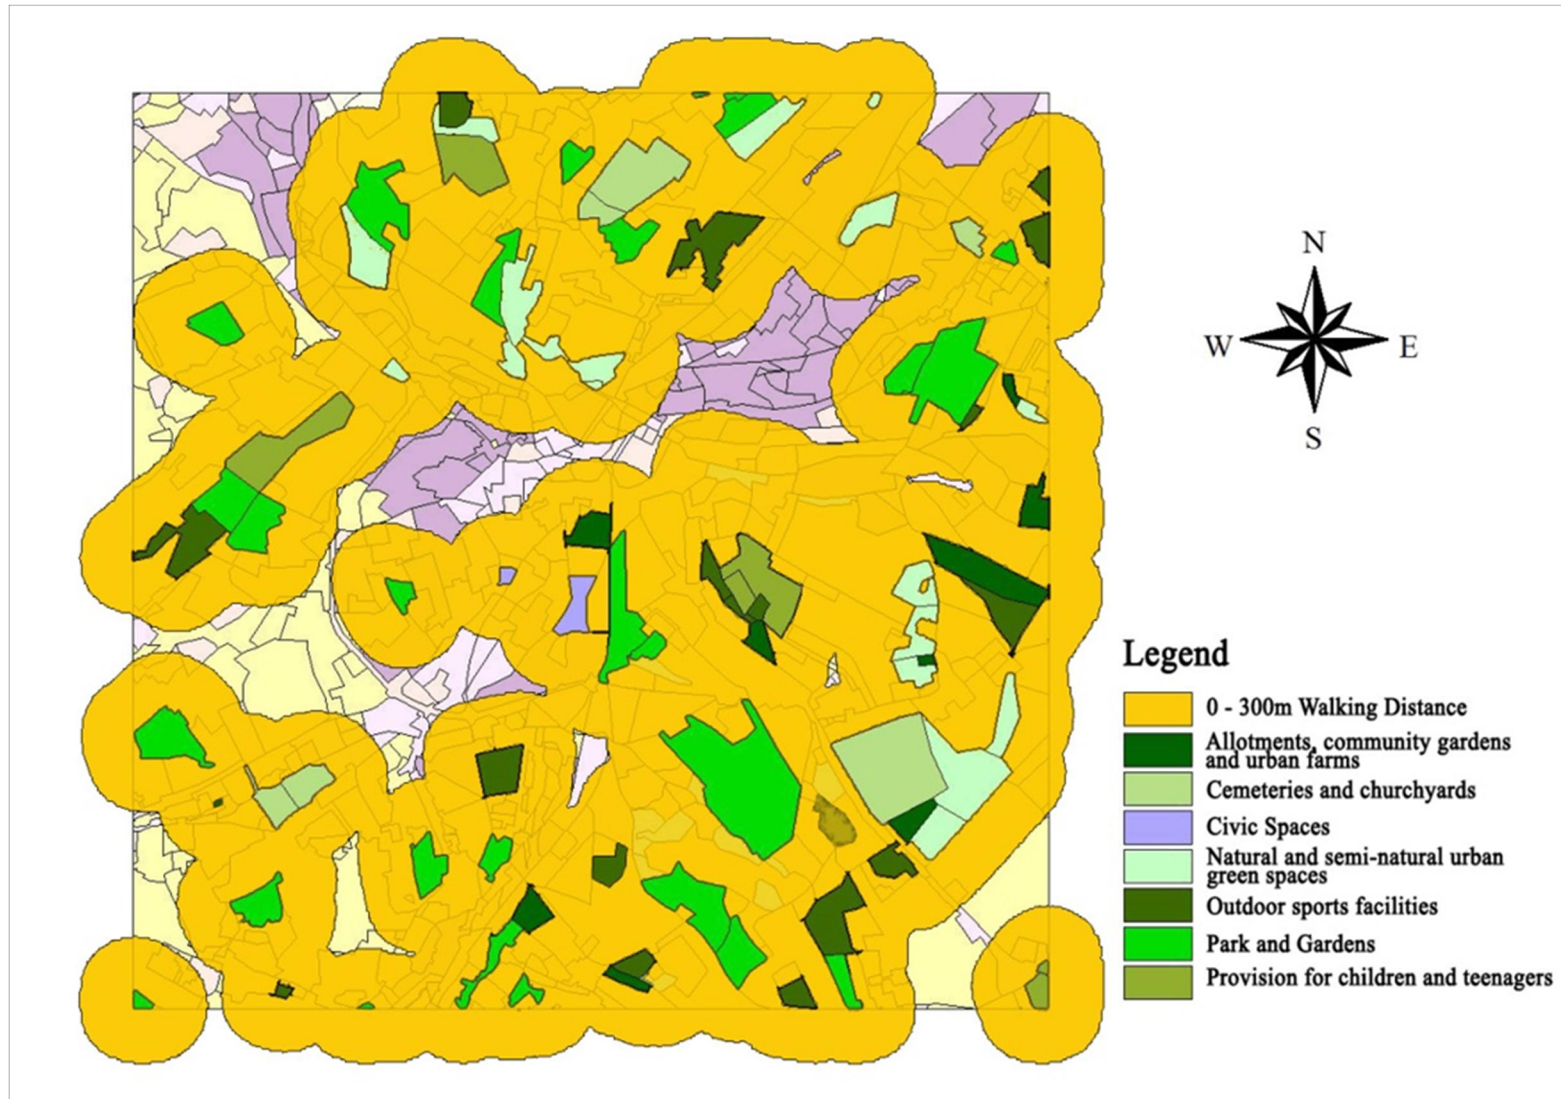 N
W
E
S
Legend
0 - 300m Walking Distance
Allotments, community gardens
and urban farms
Cemeteries and churchyards
Civic Spaces
Natural and semi-natural urban
green spaces
Outdoor sports facilities
Park and Gardens
Provision for children and teenagers